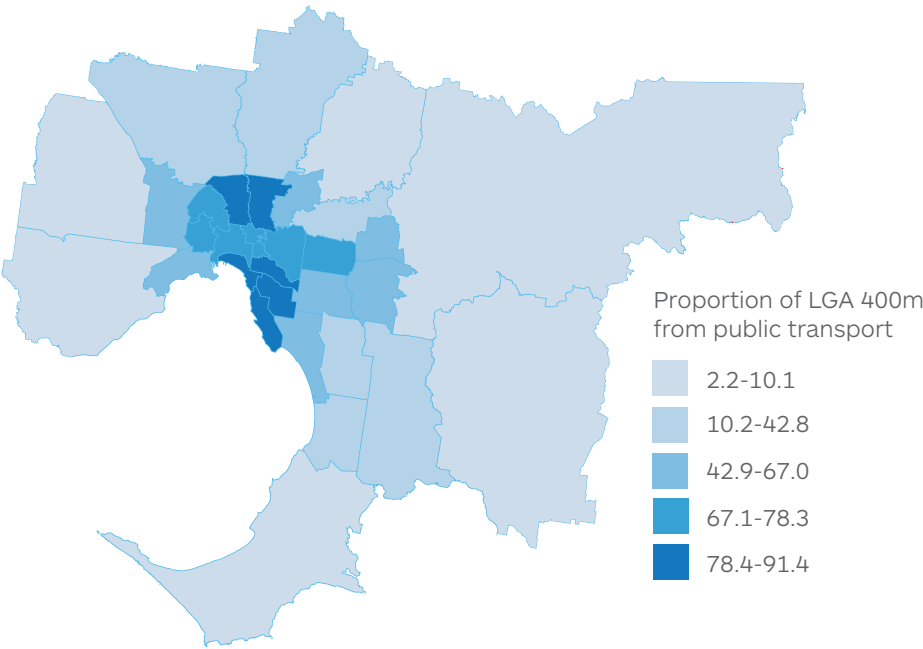 Proportion of LGA 400m
from public transport
2.2-10.1
10.2-42.8
42.9-67.0
67.1-78.3
78.4-91.4